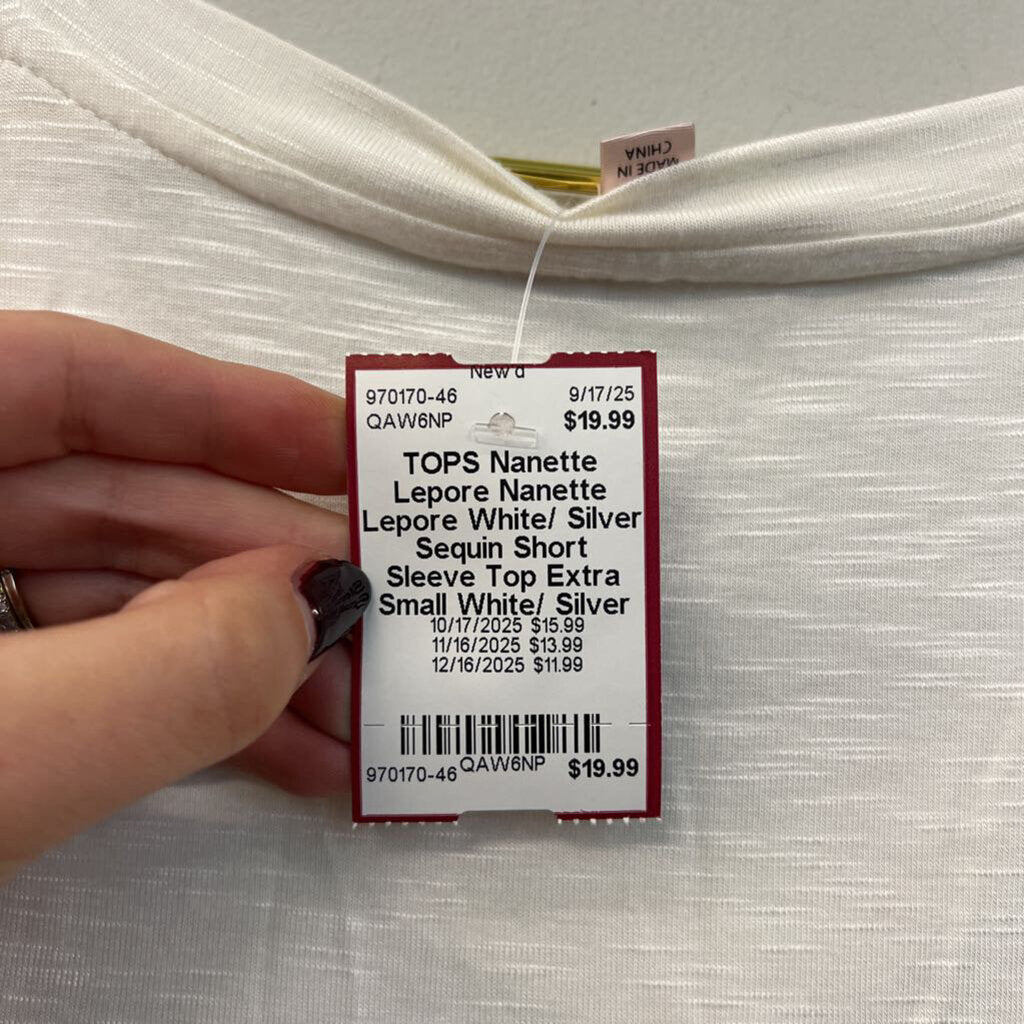 MADE IN
CHINA
New d
970170-46 9/17/25
QAW6NP $19.99
TOPS Nanette
Lepore Nanette
Lepore White/ Silver
Sequin Short
Sleeve Top Extra
Small White/ Silver
10/17/2025 $15.99
11/16/2025 $13.99
12/16/2025 $11.99
970170-46 QAW6NP $19.99